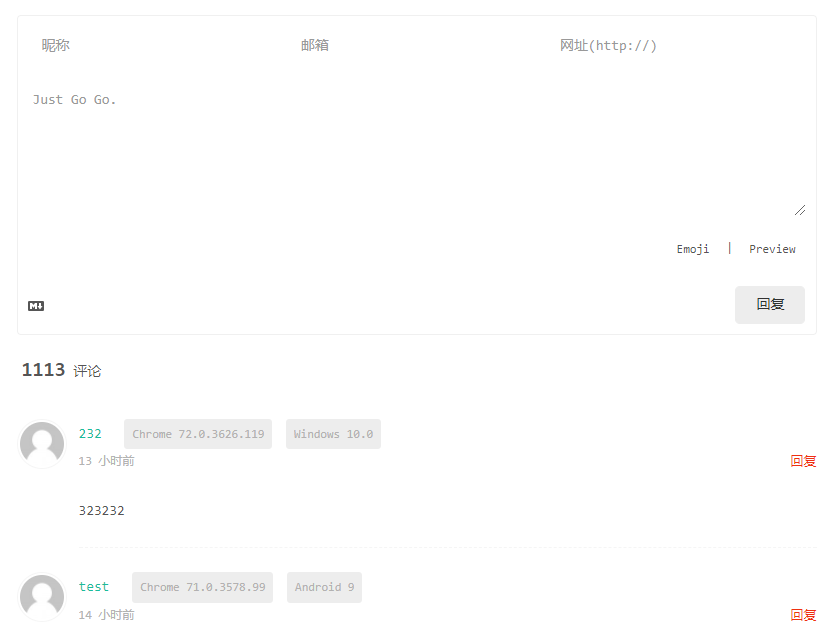 昵称 邮箱 网址(http://)
Just Go Go.
Emoji | Preview
M↓ 回复
1113 评论
232 Chrome 72.0.3626.119 Windows 10.0
13 小时前 回复
323232
test Chrome 71.0.3578.99 Android 9
14 小时前 回复